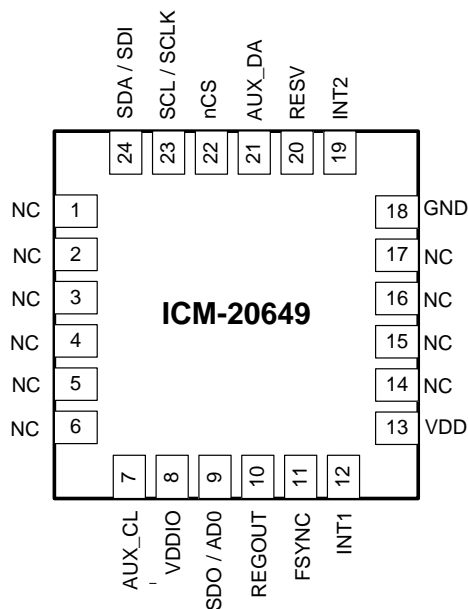 SDA / SDI
SCL / SCLK
nCS
AUX_DA
RESV
INT2
24
23
22
21
20
19
NC 1
18 GND
NC 2
17 NC
NC 3
16 NC
ICM-20649
NC 4
15 NC
NC 5
14 NC
NC 6
13 VDD
7
8
9
10
11
12
AUX_CL
VDDIO
SDO / AD0
REGOUT
FSYNC
INT1